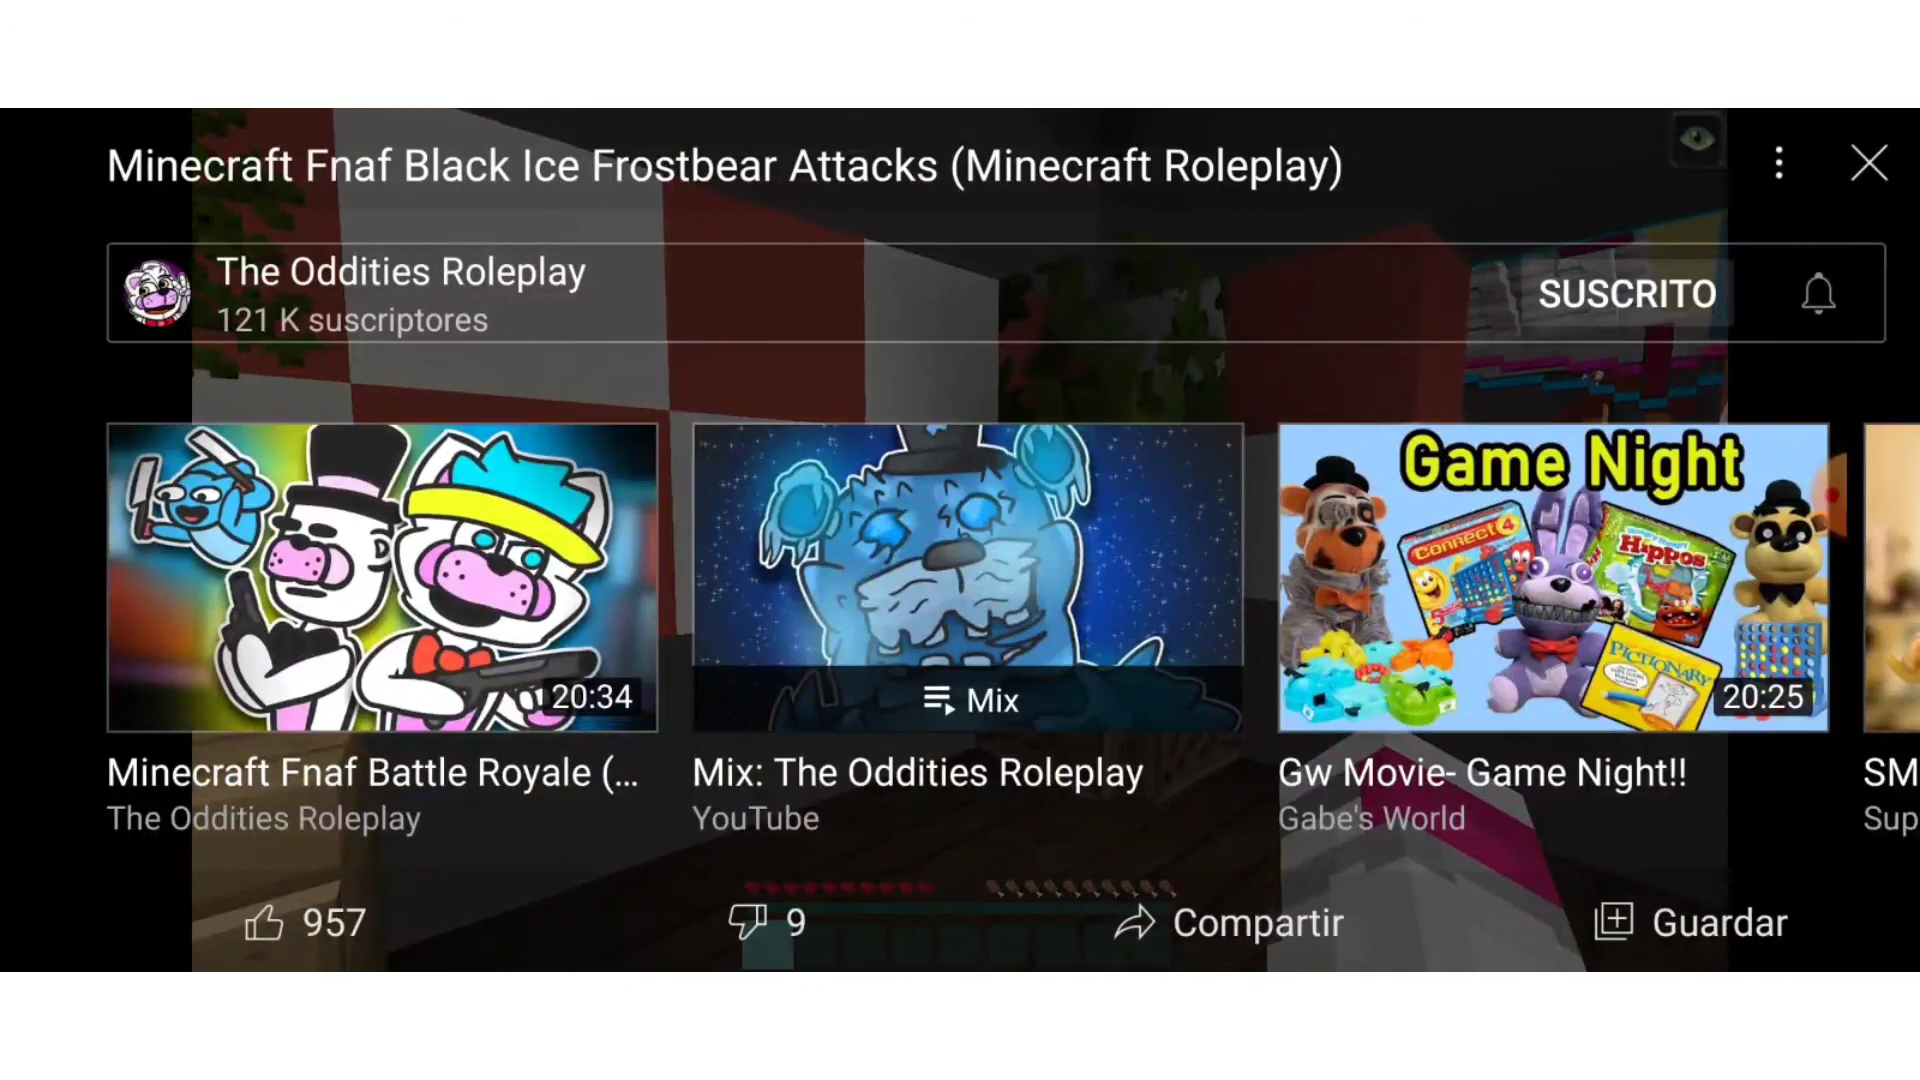 Minecraft Fnaf Black Ice Frostbear Attacks (Minecraft Roleplay)
The Oddities Roleplay
121 K suscriptores
SUSCRITO
Game Night
CONNECT 4
Hippos
PICTIONARY
20:34
Mix
20:25
Minecraft Fnaf Battle Royale (...
Mix: The Oddities Roleplay
Gw Movie- Game Night!!
SM
The Oddities Roleplay
YouTube
Gabe's World
Sup
957
9
Compartir
Guardar